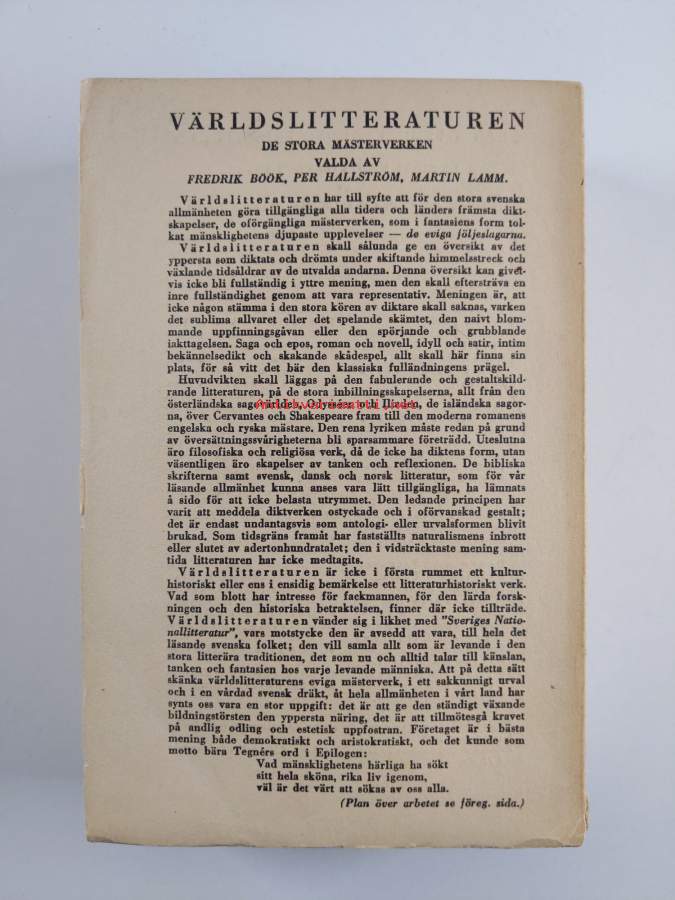 VÄRLDSLITTERATUREN
DE STORA MÄSTERVERKEN
VALDA AV
FREDRIK BÖÖK, PER HALLSTRÖM, MARTIN LAMM.
Världslitteraturen har till syfte att för den stora svenska
allmänheten göra tillgängliga alla tiders och länders främsta dikt-
skapelser, de oförgängliga mästerverken, som i fantasiens form tol-
kat mänsklighetens djupaste upplevelser — de eviga följeslagarna.
Världslitteraturen skall sålunda ge en översikt av det
yppersta som diktats och drömts under skiftande himmelsstreck och
växlande tidsåldrar av de utvalda andarna. Denna översikt kan givet-
vis icke bli fullständig i yttre mening, men den skall eftersträva en
inre fullständighet genom att vara representativ. Meningen är, att
icke någon stämma i den stora kören av diktare skall saknas, varken
det sublima allvaret eller det spelande skämtet, den naivt blom-
mande uppfinningsgåvan eller den spörjande och grubblande
iakttagelsen. Saga och epos, roman och novell, idyll och satir, intim
bekännelsedikt och skakande skådespel, allt skall här finna sin
plats, för så vitt det bär den klassiska fulländningens prägel.
Huvudvikten skall läggas på den fabulerande och gestaltskild-
rande litteraturen, på de stora inbillningsskapelserna, allt från den
österländska sagovärlden, Odysséen och Iliaden, de isländska sagor-
na, över Cervantes och Shakespeare fram till den moderna romanens
engelska och ryska mästare. Den rena lyriken måste redan på grund
av översättningssvårigheterna bli sparsammare företrädd. Uteslutna
äro filosofiska och religiösa verk, då de icke ha diktens form, utan
väsentligen äro skapelser av tanken och reflexionen. De bibliska
skrifterna samt svensk, dansk och norsk litteratur, som för vår
läsande allmänhet kunna anses vara lätt tillgängliga, ha lämnats
å sido för att icke belasta utrymmet. Den ledande principen har
varit att meddela diktverken ostyckade och i oförvanskad gestalt;
det är endast undantagsvis som antologi- eller urvalsformen blivit
brukad. Som tidsgräns framåt har fastställts naturalismens inbrott
eller slutet av adertonhundratalet; den i vidsträcktaste mening sam-
tida litteraturen har icke medtagits.
Världslitteraturen är icke i första rummet ett kultur-
historiskt eller ens i ensidig bemärkelse ett litteraturhistoriskt verk.
Vad som blott har intresse för fackmannen, för den lärda forsk-
ningen och den historiska betraktelsen, finner där icke tillträde.
Världslitteraturen vänder sig i likhet med "Sveriges Natio-
nallitteratur", vars motstycke den är avsedd att vara, till hela det
läsande svenska folket; den vill samla allt som är levande i den
stora litterära traditionen, det som nu och alltid talar till känslan,
tanken och fantasien hos varje levande människa. Att på detta sätt
skänka världslitteraturens eviga mästerverk, i ett sakkunnigt urval
och i en vårdad svensk dräkt, åt hela allmänheten i vårt land har
synts oss vara en stor uppgift: det är att ge den ständigt växande
bildningstörsten den yppersta näring, det är att tillmötesgå kravet
på andlig odling och estetisk uppfostran. Företaget är i bästa
mening både demokratiskt och aristokratiskt, och det kunde som
motto bära Tegnérs ord i Epilogen:
Vad mänsklighetens härliga ha sökt
sitt hela sköna, rika liv igenom,
väl är det värt att sökas av oss alla.
(Plan över arbetet se föreg. sida.)